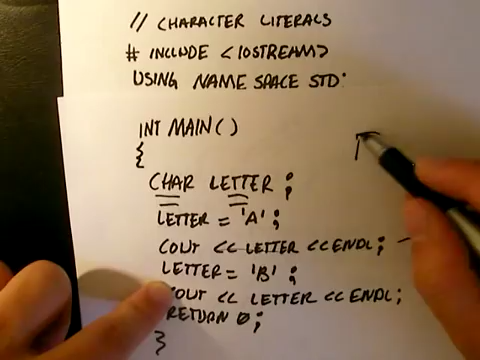 // CHARACTER LITERALS
# INCLUDE <IOSTREAM>
USING NAME SPACE STD:
INT MAIN()
{
CHAR LETTER ;
LETTER = 'A' ;
COUT << LETTER << ENDL;
LETTER = 'B' ;
COUT << LETTER << ENDL;
RETURN 0;
}